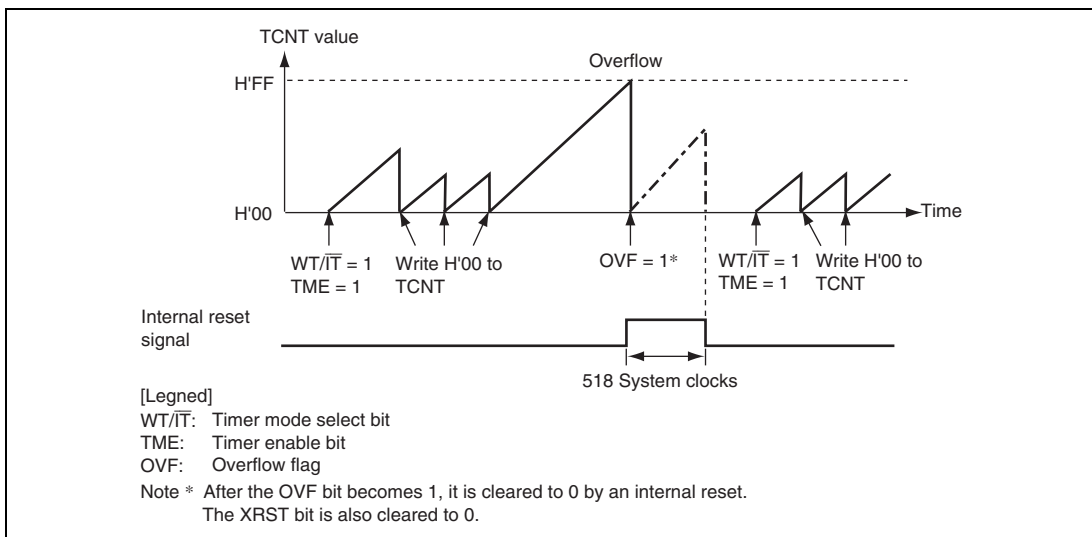 TCNT value
Overflow
H'FF
H'00
Time
WT/IT = 1
TME = 1
Write H'00 to
TCNT
OVF = 1*
WT/IT = 1
TME = 1
Write H'00 to
TCNT
Internal reset
signal
518 System clocks
[Legned]
WT/IT: Timer mode select bit
TME: Timer enable bit
OVF: Overflow flag
Note * After the OVF bit becomes 1, it is cleared to 0 by an internal reset.
The XRST bit is also cleared to 0.